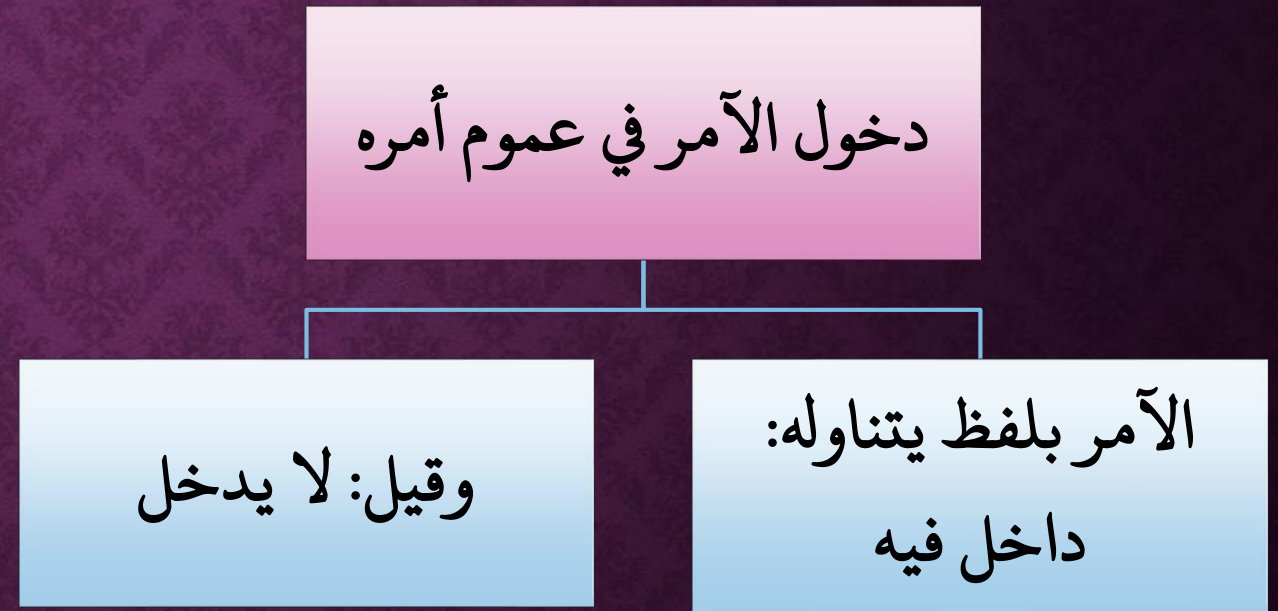 دخول الآمر في عموم أمره
الآمر بلفظ يتناوله:
داخل فيه
وقيل: لا يدخل